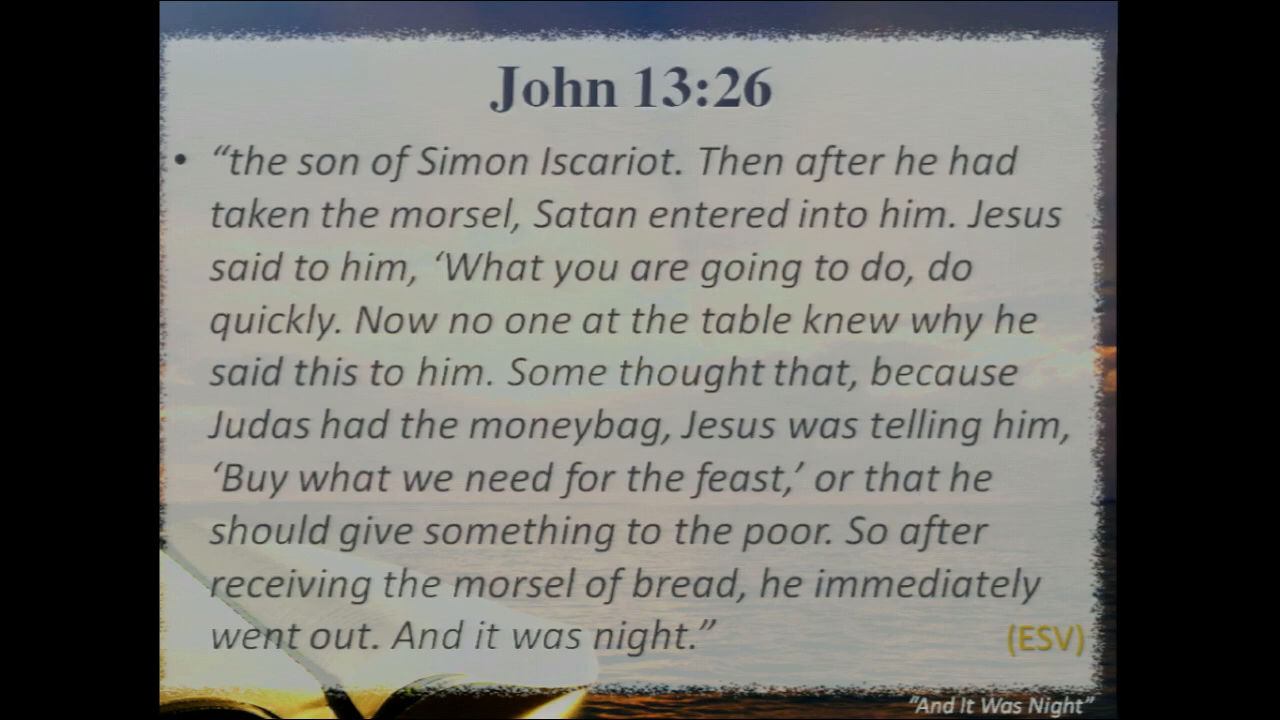 John 13:26
• “the son of Simon Iscariot. Then after he had
taken the morsel, Satan entered into him. Jesus
said to him, ‘What you are going to do, do
quickly. Now no one at the table knew why he
said this to him. Some thought that, because
Judas had the moneybag, Jesus was telling him,
‘Buy what we need for the feast,’ or that he
should give something to the poor. So after
receiving the morsel of bread, he immediately
went out. And it was night.” (ESV)
“And It Was Night”